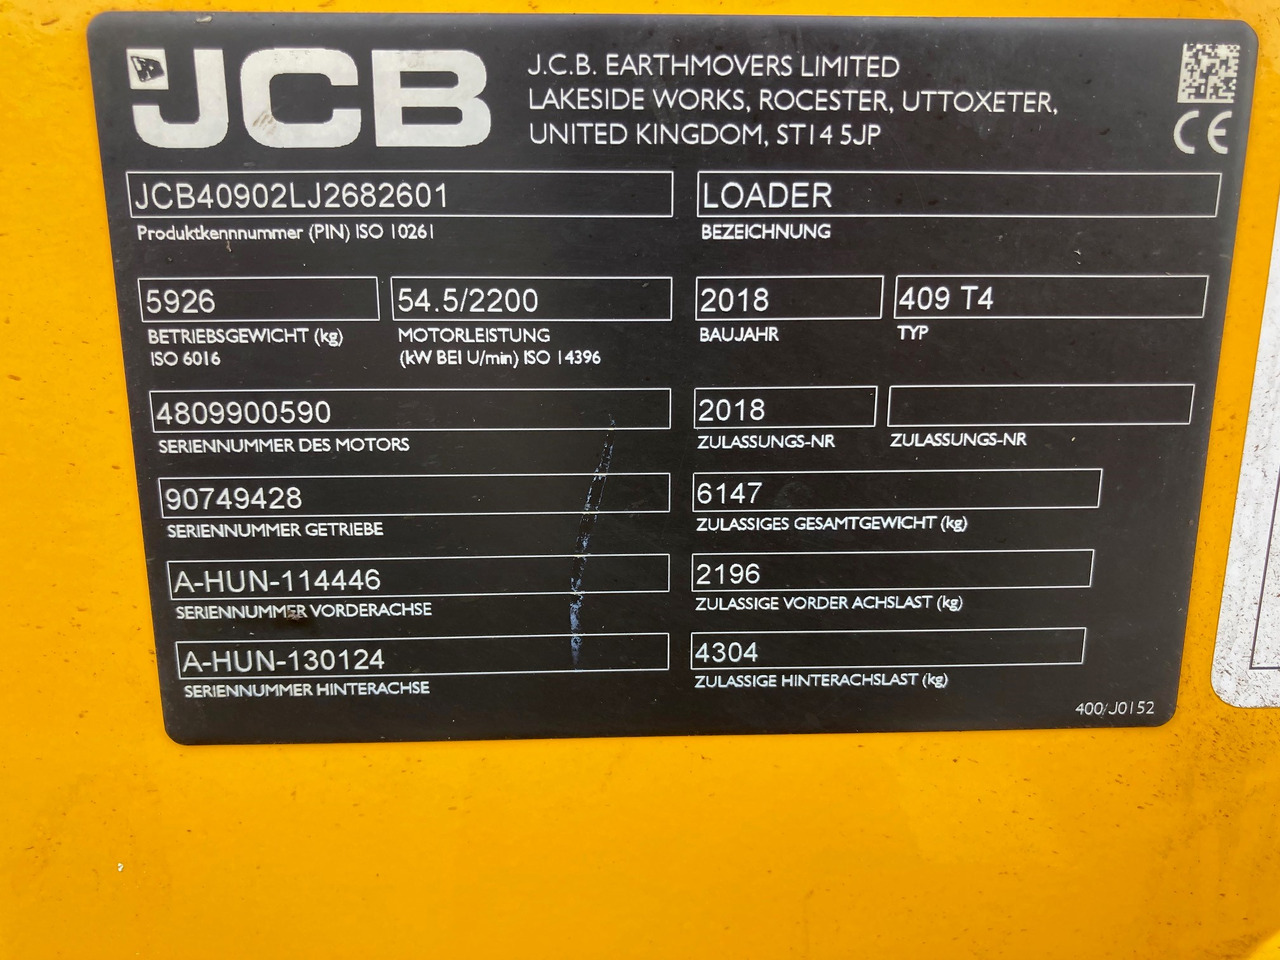 JCB
J.C.B. EARTHMOVERS LIMITED
LAKESIDE WORKS, ROCESTER, UTTOXETER,
UNITED KINGDOM, ST14 5JP
CE
JCB40902LJ2682601
Produktkennnummer (PIN) ISO 10261
LOADER
BEZEICHNUNG
5926
BETRIEBSGEWICHT (kg)
ISO 6016
54.5/2200
MOTORLEISTUNG
(kW BEI U/min) ISO 14396
2018
BAUJAHR
409 T4
TYP
4809900590
SERIENNUMMER DES MOTORS
2018
ZULASSUNGS-NR
ZULASSUNGS-NR
90749428
SERIENNUMMER GETRIEBE
6147
ZULASSIGES GESAMTGEWICHT (kg)
A-HUN-114446
SERIENNUMMER VORDERACHSE
2196
ZULASSIGE VORDER ACHSLAST (kg)
A-HUN-130124
SERIENNUMMER HINTERACHSE
4304
ZULASSIGE HINTERACHSLAST (kg)
400/J0152